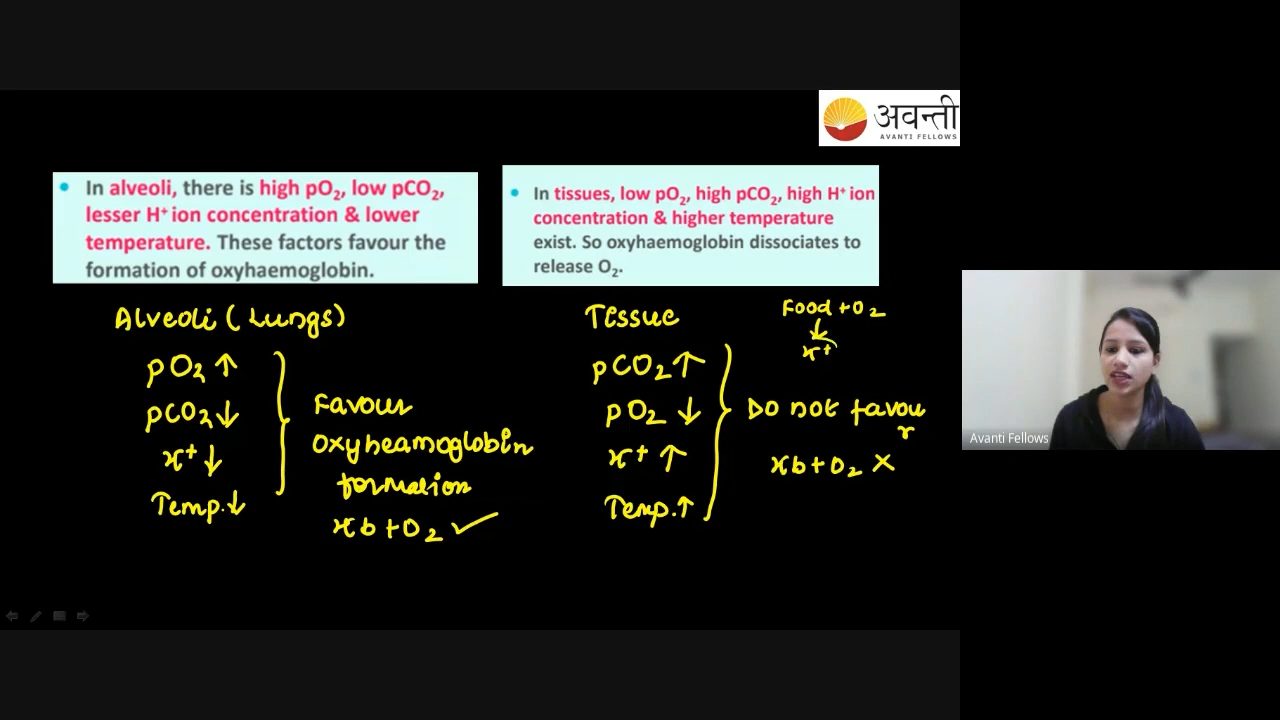 अवन्ती
AVANTI FELLOWS
• In alveoli, there is high pO₂, low pCO₂,
lesser H⁺ ion concentration & lower
temperature. These factors favour the
formation of oxyhaemoglobin.
• In tissues, low pO₂, high pCO₂, high H⁺ ion
concentration & higher temperature
exist. So oxyhaemoglobin dissociates to
release O₂.
Alveoli (Lungs)
pO₂ ↑
pCO₂ ↓
H⁺ ↓
Temp. ↓
Favour
Oxyheamoglobin
formation
Hb + O₂ ✓
Tissue
pCO₂ ↑
pO₂ ↓
H⁺ ↑
Temp. ↑
Food + O₂
↓
H⁺
Do not favou
r
Hb + O₂ ×
Avanti Fellows